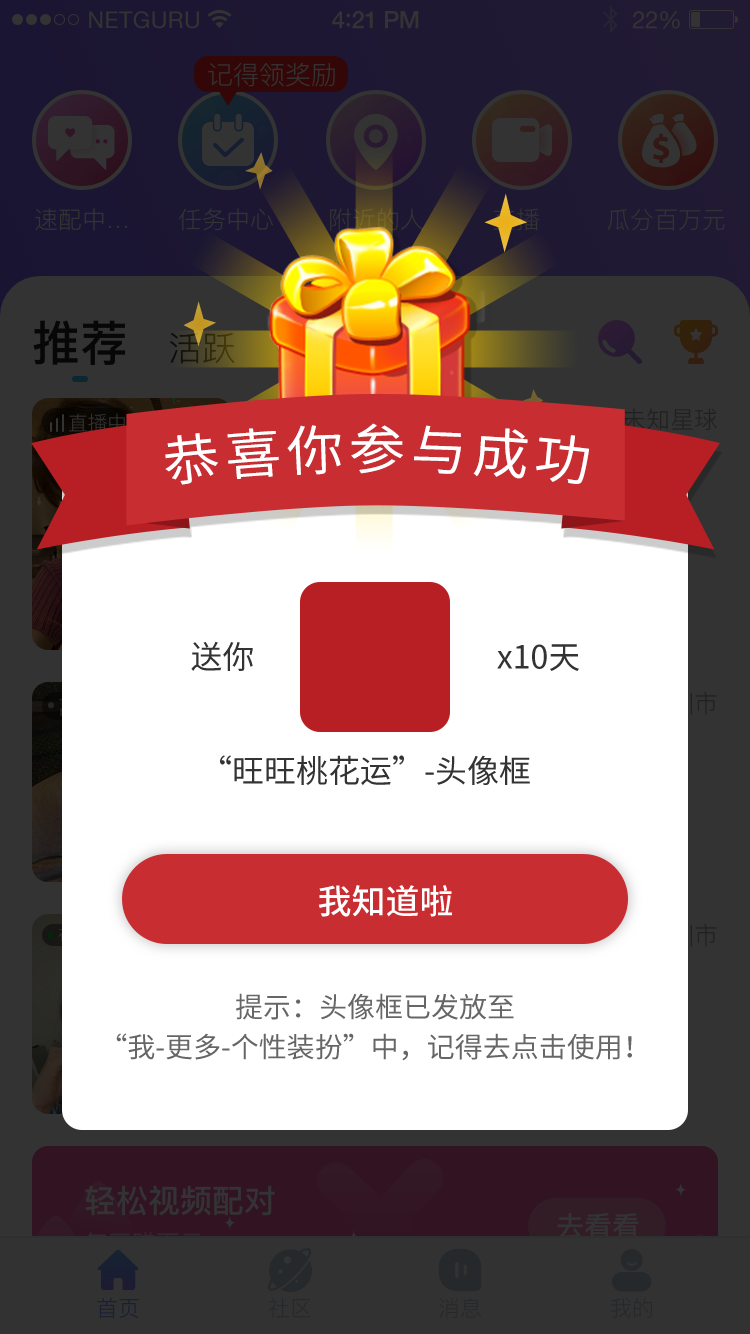 NETGURU
4:21 PM
22%
记得领奖励
速配中...
任务中心
附近的人
播
瓜分百万元
推荐
活跃
直播中
未知星球
恭喜你参与成功
送你
x10天
“旺旺桃花运”-头像框
市
我知道啦
市
提示：头像框已发放至
“我-更多-个性装扮”中，记得去点击使用！
轻松视频配对
去看看
首页
社区
消息
我的